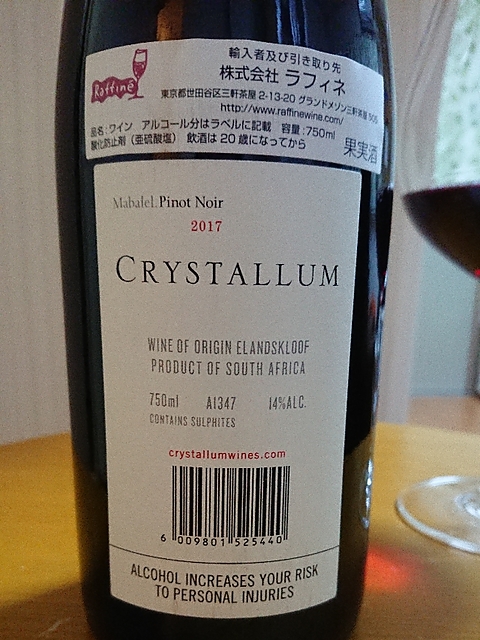 輸入者及び引き取り先
Raffiné
株式会社 ラフィネ
東京都世田谷区三軒茶屋 2-13-20 グランドメゾン三軒茶屋 505
http://www.raffinewine.com/
品名:ワイン アルコール分はラベルに記載 容量:750ml
酸化防止剤（亜硫酸塩） 飲酒は20歳になってから
果実酒
Mabalel.Pinot Noir
2017
CRYSTALLUM
WINE OF ORIGIN ELANDSKLOOF
PRODUCT OF SOUTH AFRICA
750ml A1347 14%ALC.
CONTAINS SULPHITES
crystallumwines.com
6 009801 525440
ALCOHOL INCREASES YOUR RISK
TO PERSONAL INJURIES